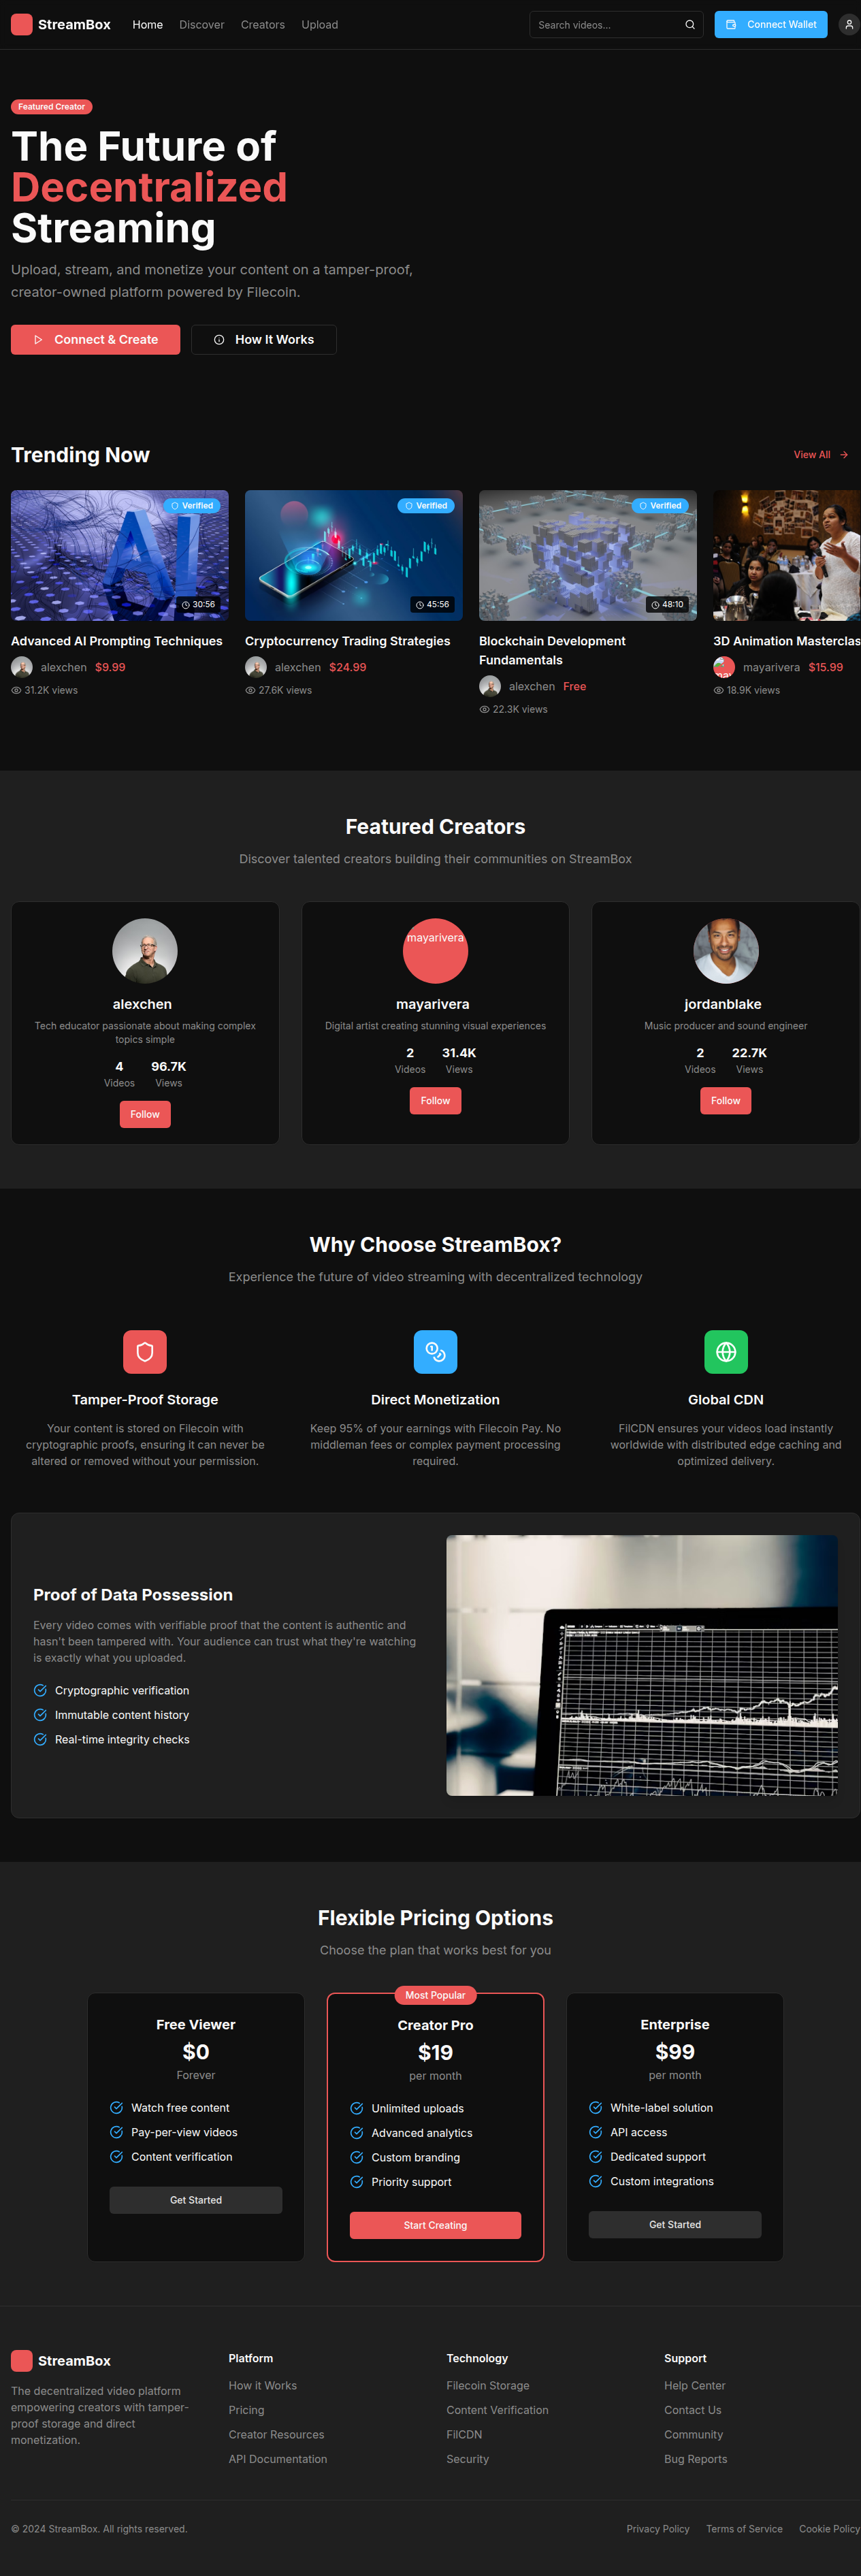 StreamBox
Home
Discover
Creators
Upload
Search videos...
Connect Wallet
Featured Creator
The Future of
Decentralized
Streaming
Upload, stream, and monetize your content on a tamper-proof,
creator-owned platform powered by Filecoin.
Connect & Create
How It Works
Trending Now
View All
AI
Verified
30:56
Advanced AI Prompting Techniques
alexchen $9.99
31.2K views
Verified
45:56
Cryptocurrency Trading Strategies
alexchen $24.99
27.6K views
Verified
48:10
Blockchain Development
Fundamentals
alexchen Free
22.3K views
3D Animation Masterclas
mayarivera $15.99
18.9K views
Featured Creators
Discover talented creators building their communities on StreamBox
alexchen
Tech educator passionate about making complex
topics simple
4 96.7K
Videos Views
Follow
mayarivera
mayarivera
Digital artist creating stunning visual experiences
2 31.4K
Videos Views
Follow
jordanblake
Music producer and sound engineer
2 22.7K
Videos Views
Follow
Why Choose StreamBox?
Experience the future of video streaming with decentralized technology
Tamper-Proof Storage
Your content is stored on Filecoin with
cryptographic proofs, ensuring it can never be
altered or removed without your permission.
Direct Monetization
Keep 95% of your earnings with Filecoin Pay. No
middleman fees or complex payment processing
required.
Global CDN
FilCDN ensures your videos load instantly
worldwide with distributed edge caching and
optimized delivery.
Proof of Data Possession
Every video comes with verifiable proof that the content is authentic and
hasn't been tampered with. Your audience can trust what they're watching
is exactly what you uploaded.
Cryptographic verification
Immutable content history
Real-time integrity checks
Flexible Pricing Options
Choose the plan that works best for you
Free Viewer
$0
Forever
Watch free content
Pay-per-view videos
Content verification
Get Started
Most Popular
Creator Pro
$19
per month
Unlimited uploads
Advanced analytics
Custom branding
Priority support
Start Creating
Enterprise
$99
per month
White-label solution
API access
Dedicated support
Custom integrations
Get Started
StreamBox
The decentralized video platform
empowering creators with tamper-
proof storage and direct
monetization.
Platform
How it Works
Pricing
Creator Resources
API Documentation
Technology
Filecoin Storage
Content Verification
FilCDN
Security
Support
Help Center
Contact Us
Community
Bug Reports
© 2024 StreamBox. All rights reserved.
Privacy Policy
Terms of Service
Cookie Policy